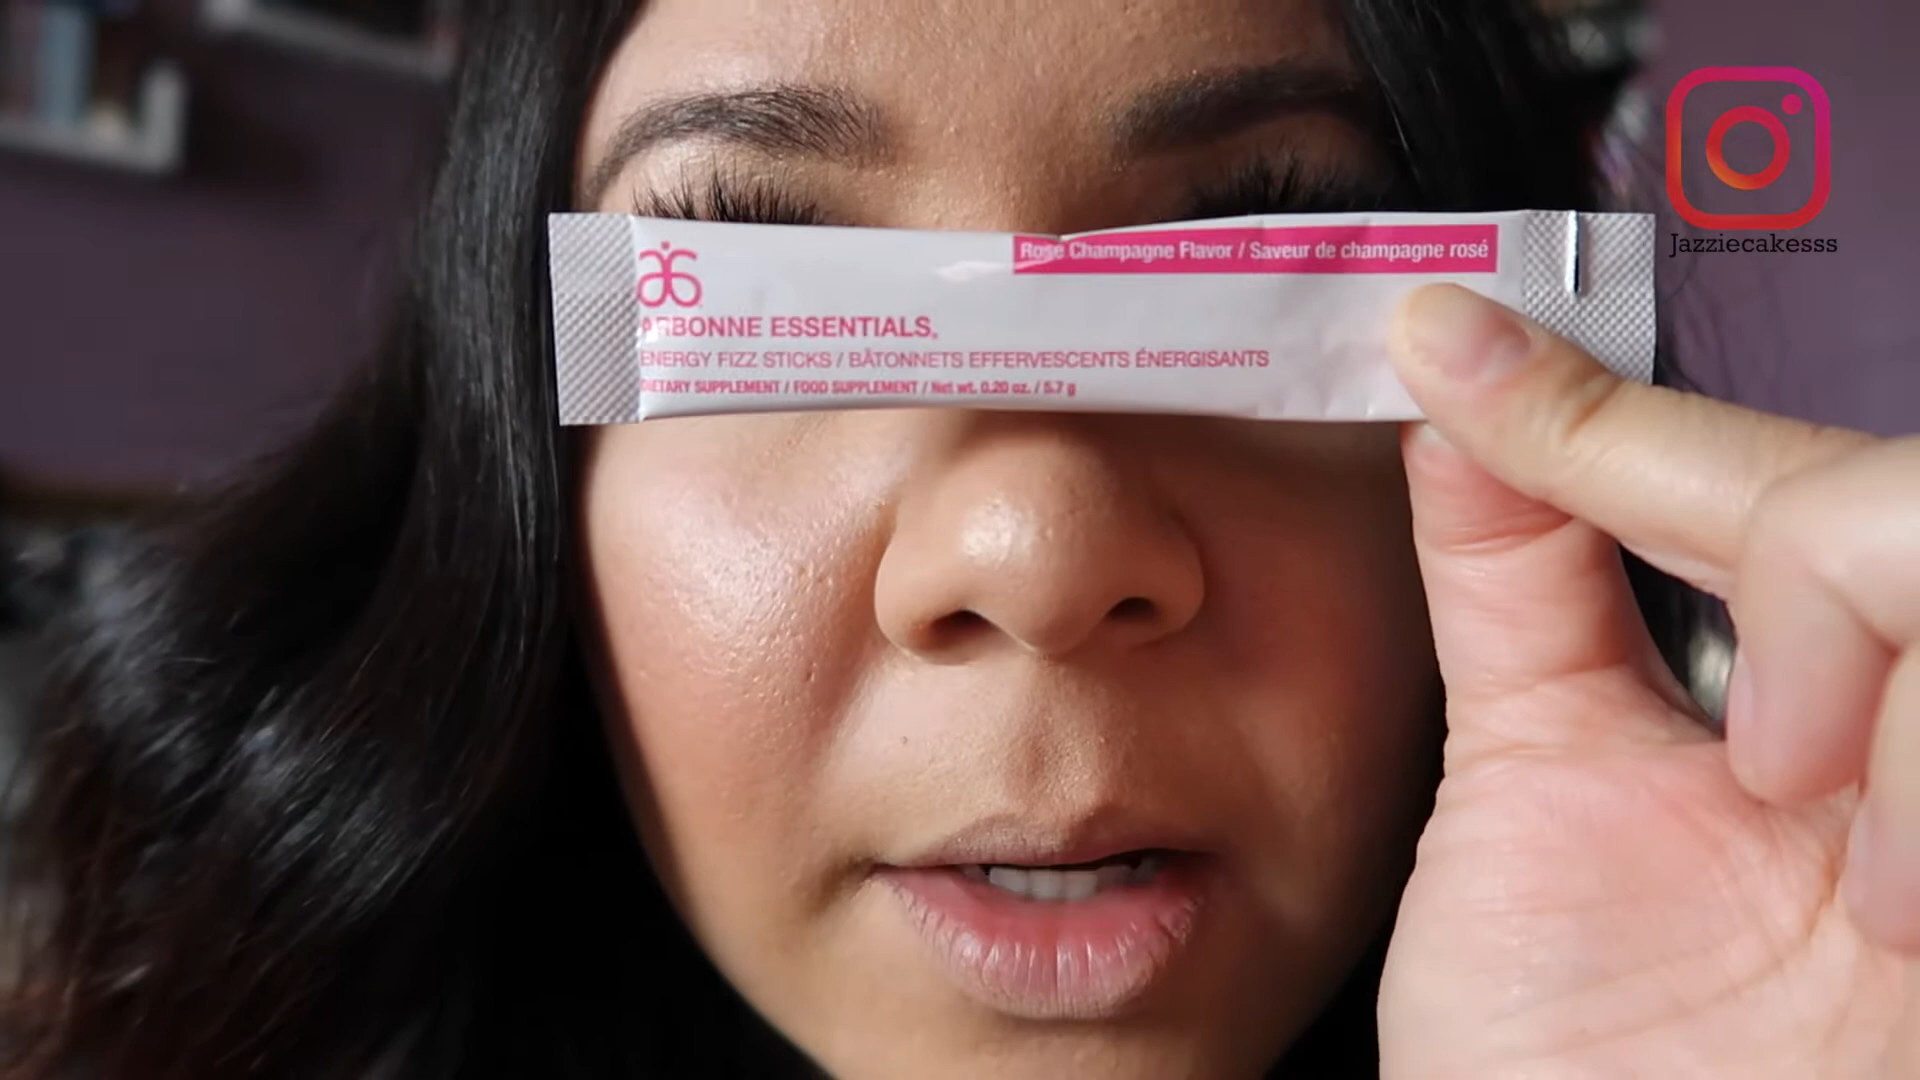 Rose Champagne Flavor / Saveur de champagne rosé
ARBONNE ESSENTIALS.
ENERGY FIZZ STICKS / BÂTONNETS EFFERVESCENTS ÉNERGISANTS
DIETARY SUPPLEMENT / FOOD SUPPLEMENT / Net wt. 0.20 oz. / 5.7 g
Jazziecakesss